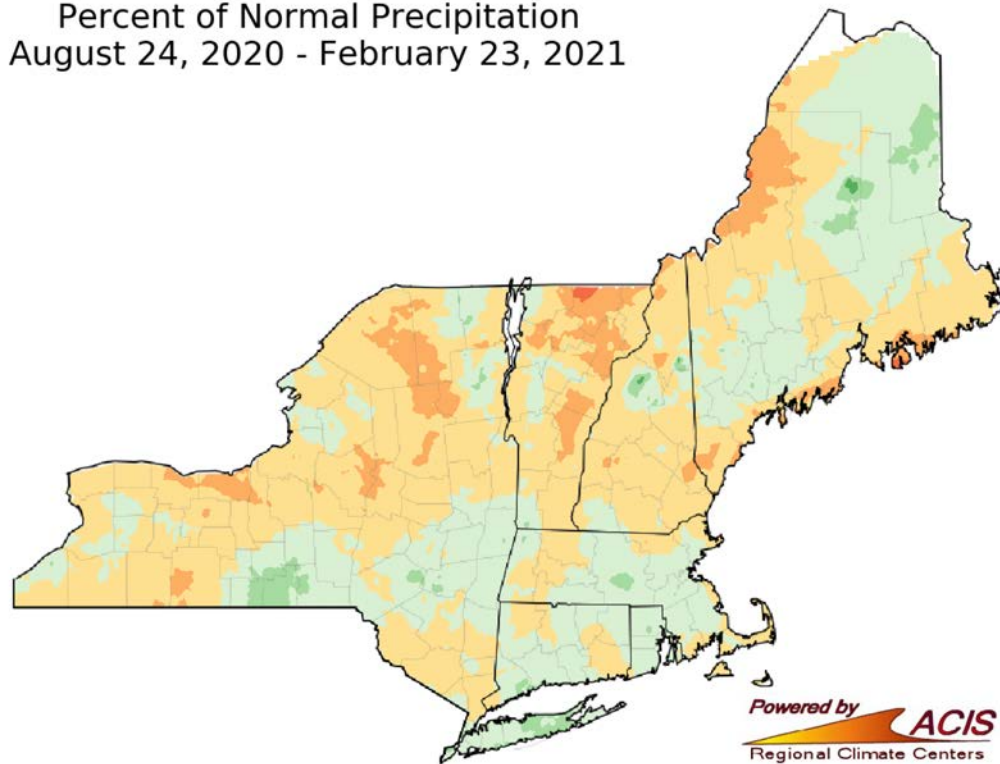 Percent of Normal Precipitation
August 24, 2020 - February 23, 2021
Powered by
ACIS
Regional Climate Centers